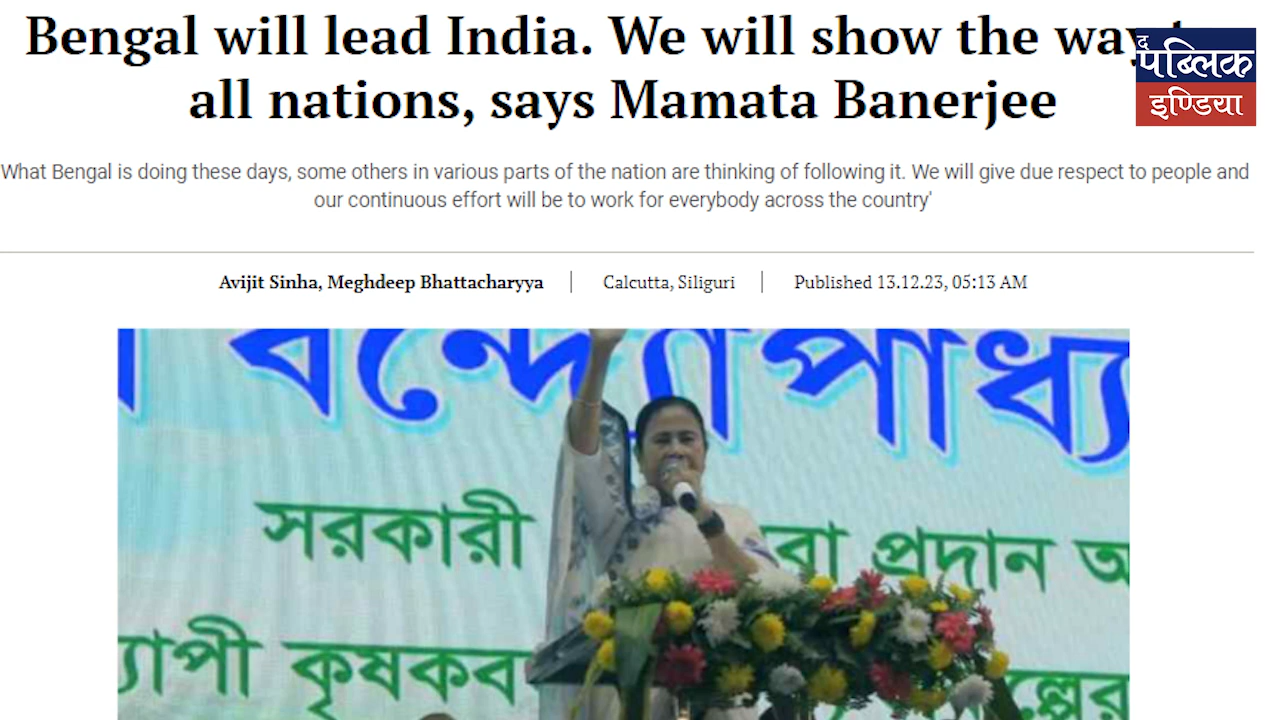 Bengal will lead India. We will show the way
all nations, says Mamata Banerjee
द
पब्लिक
इण्डिया
What Bengal is doing these days, some others in various parts of the nation are thinking of following it. We will give due respect to people and
our continuous effort will be to work for everybody across the country'
Avijit Sinha, Meghdeep Bhattacharyya | Calcutta, Siliguri | Published 13.12.23, 05:13 AM
বন্দ্যোপাধ্য
সরকারী
বা প্রদান অ
যাপী কৃষকব
ল্পের